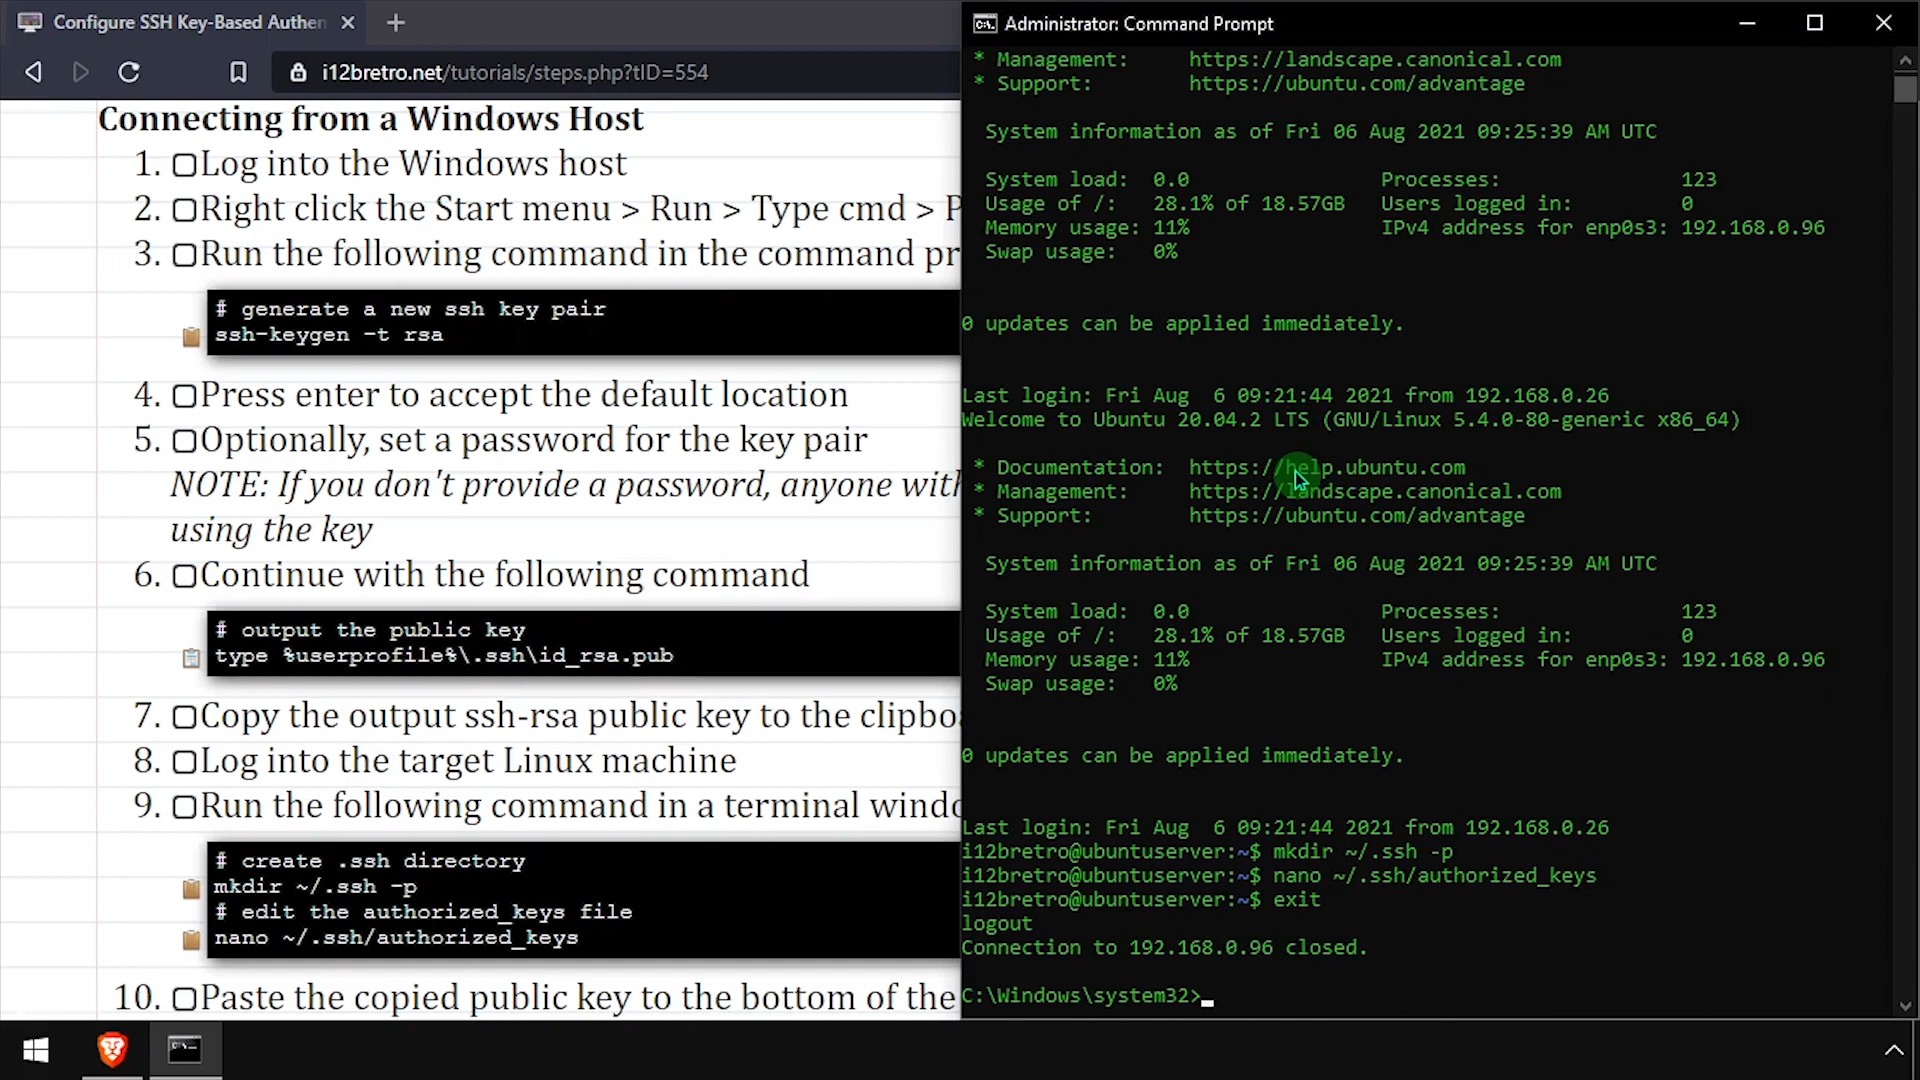 Configure SSH Key-Based Authen
i12bretro.net/tutorials/steps.php?tID=554
Connecting from a Windows Host
1. Log into the Windows host
2. Right click the Start menu > Run > Type cmd > P
3. Run the following command in the command pr
# generate a new ssh key pair
ssh-keygen -t rsa
4. Press enter to accept the default location
5. Optionally, set a password for the key pair
NOTE: If you don't provide a password, anyone with
using the key
6. Continue with the following command
# output the public key
type %userprofile%\.ssh\id_rsa.pub
7. Copy the output ssh-rsa public key to the clipbo
8. Log into the target Linux machine
9. Run the following command in a terminal windo
# create .ssh directory
mkdir ~/.ssh -p
# edit the authorized_keys file
nano ~/.ssh/authorized_keys
10. Paste the copied public key to the bottom of the
Administrator: Command Prompt
* Management: https://landscape.canonical.com
* Support: https://ubuntu.com/advantage
System information as of Fri 06 Aug 2021 09:25:39 AM UTC
System load: 0.0 Processes: 123
Usage of /: 28.1% of 18.57GB Users logged in: 0
Memory usage: 11% IPv4 address for enp0s3: 192.168.0.96
Swap usage: 0%
0 updates can be applied immediately.
Last login: Fri Aug 6 09:21:44 2021 from 192.168.0.26
Welcome to Ubuntu 20.04.2 LTS (GNU/Linux 5.4.0-80-generic x86_64)
* Documentation: https://help.ubuntu.com
* Management: https://landscape.canonical.com
* Support: https://ubuntu.com/advantage
System information as of Fri 06 Aug 2021 09:25:39 AM UTC
System load: 0.0 Processes: 123
Usage of /: 28.1% of 18.57GB Users logged in: 0
Memory usage: 11% IPv4 address for enp0s3: 192.168.0.96
Swap usage: 0%
0 updates can be applied immediately.
Last login: Fri Aug 6 09:21:44 2021 from 192.168.0.26
i12bretro@ubuntuserver:~$ mkdir ~/.ssh -p
i12bretro@ubuntuserver:~$ nano ~/.ssh/authorized_keys
i12bretro@ubuntuserver:~$ exit
logout
Connection to 192.168.0.96 closed.
C:\Windows\system32>